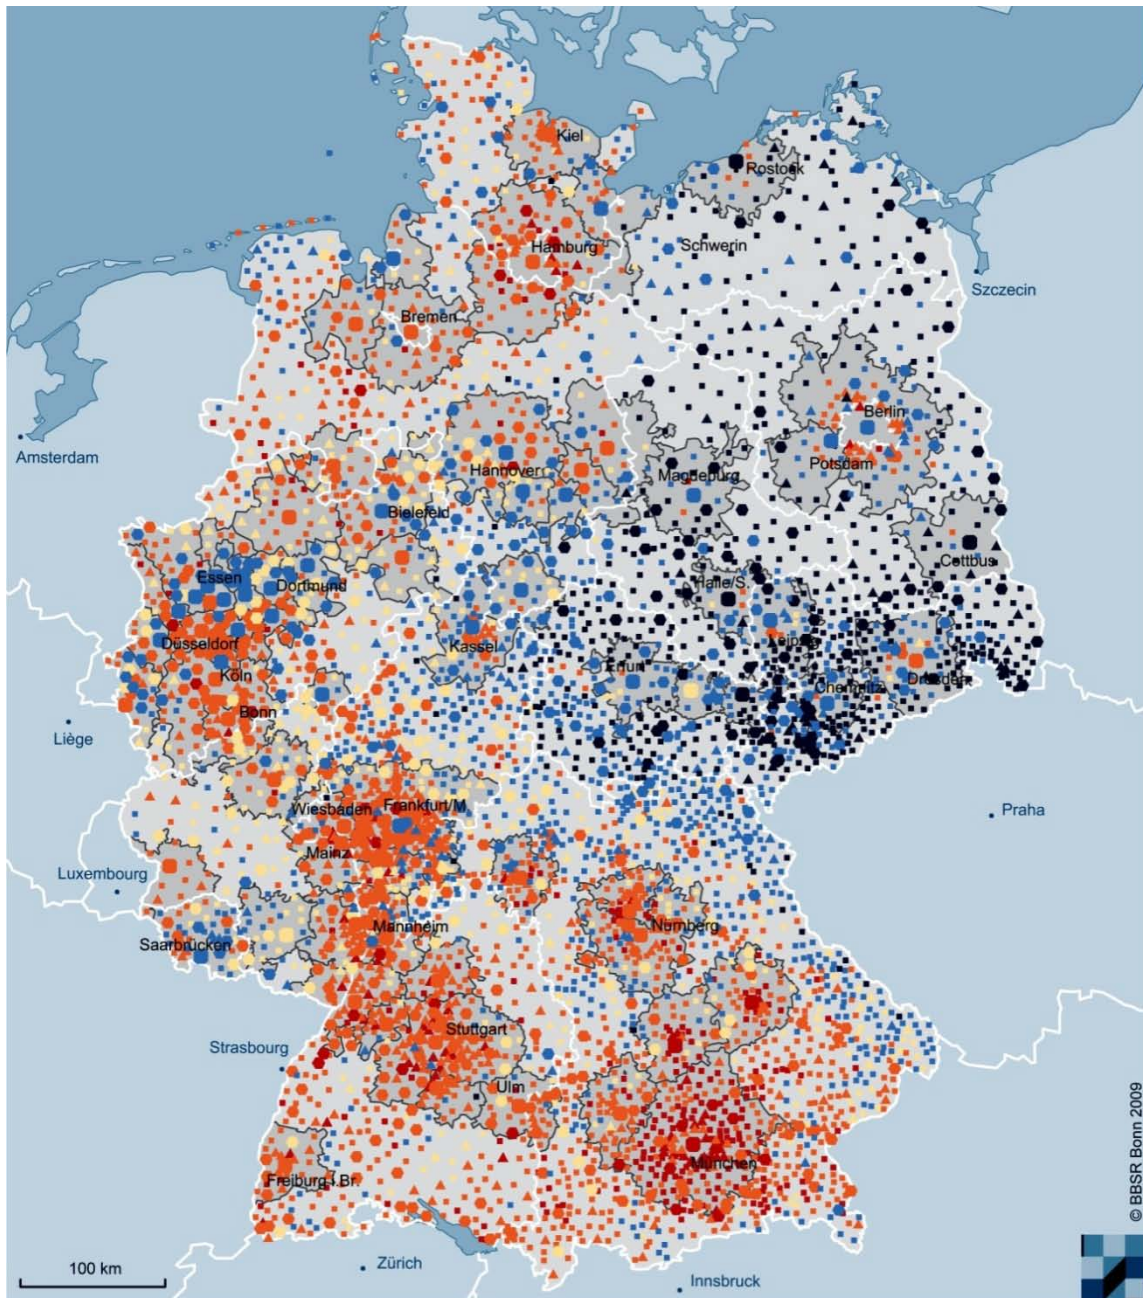 Kiel
Rostock
Hamburg
Schwerin
Szczecin
Bremen
Berlin
Amsterdam
Hannover
Potsdam
Magdeburg
Bielefeld
Essen
Dortmund
Halle/S.
Cottbus
Düsseldorf
Kassel
Leipzig
Köln
Erfurt
Chemnitz
Dresden
Bonn
Liège
Wiesbaden
Frankfurt/M.
Praha
Mainz
Luxembourg
Mannheim
Nürnberg
Saarbrücken
Stuttgart
Strasbourg
Ulm
München
Freiburg i.Br.
© BBSR Bonn 2009
Zürich
100 km
Innsbruck